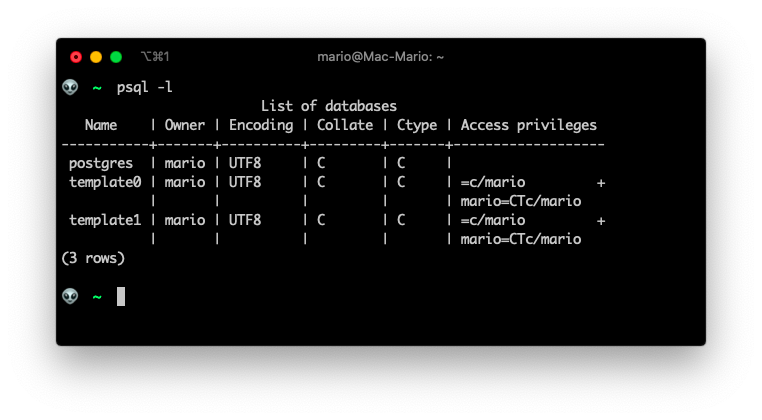 ⌥⌘1 mario@Mac-Mario: ~
👽 ~ psql -l
                         List of databases
   Name    | Owner | Encoding | Collate | Ctype | Access privileges
-----------+-------+----------+---------+-------+-------------------
 postgres  | mario | UTF8     | C       | C     |
 template0 | mario | UTF8     | C       | C     | =c/mario         +
           |       |          |         |       | mario=CTc/mario
 template1 | mario | UTF8     | C       | C     | =c/mario         +
           |       |          |         |       | mario=CTc/mario
(3 rows)
👽 ~